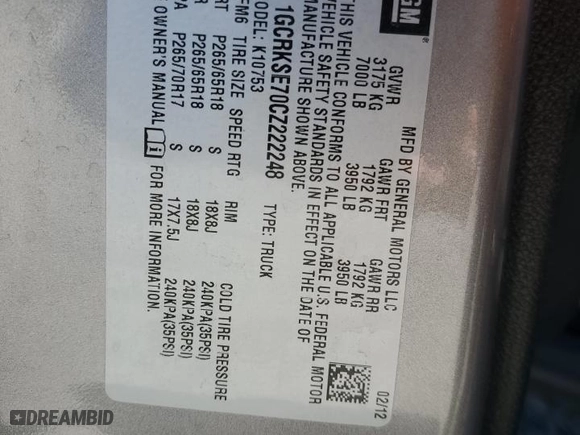 GM
MFD BY GENERAL MOTORS LLC 02/12
GVWR GAWR FRT GAWR RR
3175 KG 1792 KG 1792 KG
7000 LB 3950 LB 3950 LB
THIS VEHICLE CONFORMS TO ALL APPLICABLE U.S. FEDERAL MOTOR
VEHICLE SAFETY STANDARDS IN EFFECT ON THE DATE OF
MANUFACTURE SHOWN ABOVE.
1GCRKSE70CZ222248 TYPE: TRUCK
MODEL: K10753
TIRE SIZE SPEED RTG RIM COLD TIRE PRESSURE
RT P265/65R18 S 18X8J 240KPA(35PSI)
P265/65R18 S 18X8J 240KPA(35PSI)
PA P265/70R17 S 17X7.5J 240KPA(35PSI)
OWNER'S MANUAL i FOR MORE INFORMATION.
DREAMBID